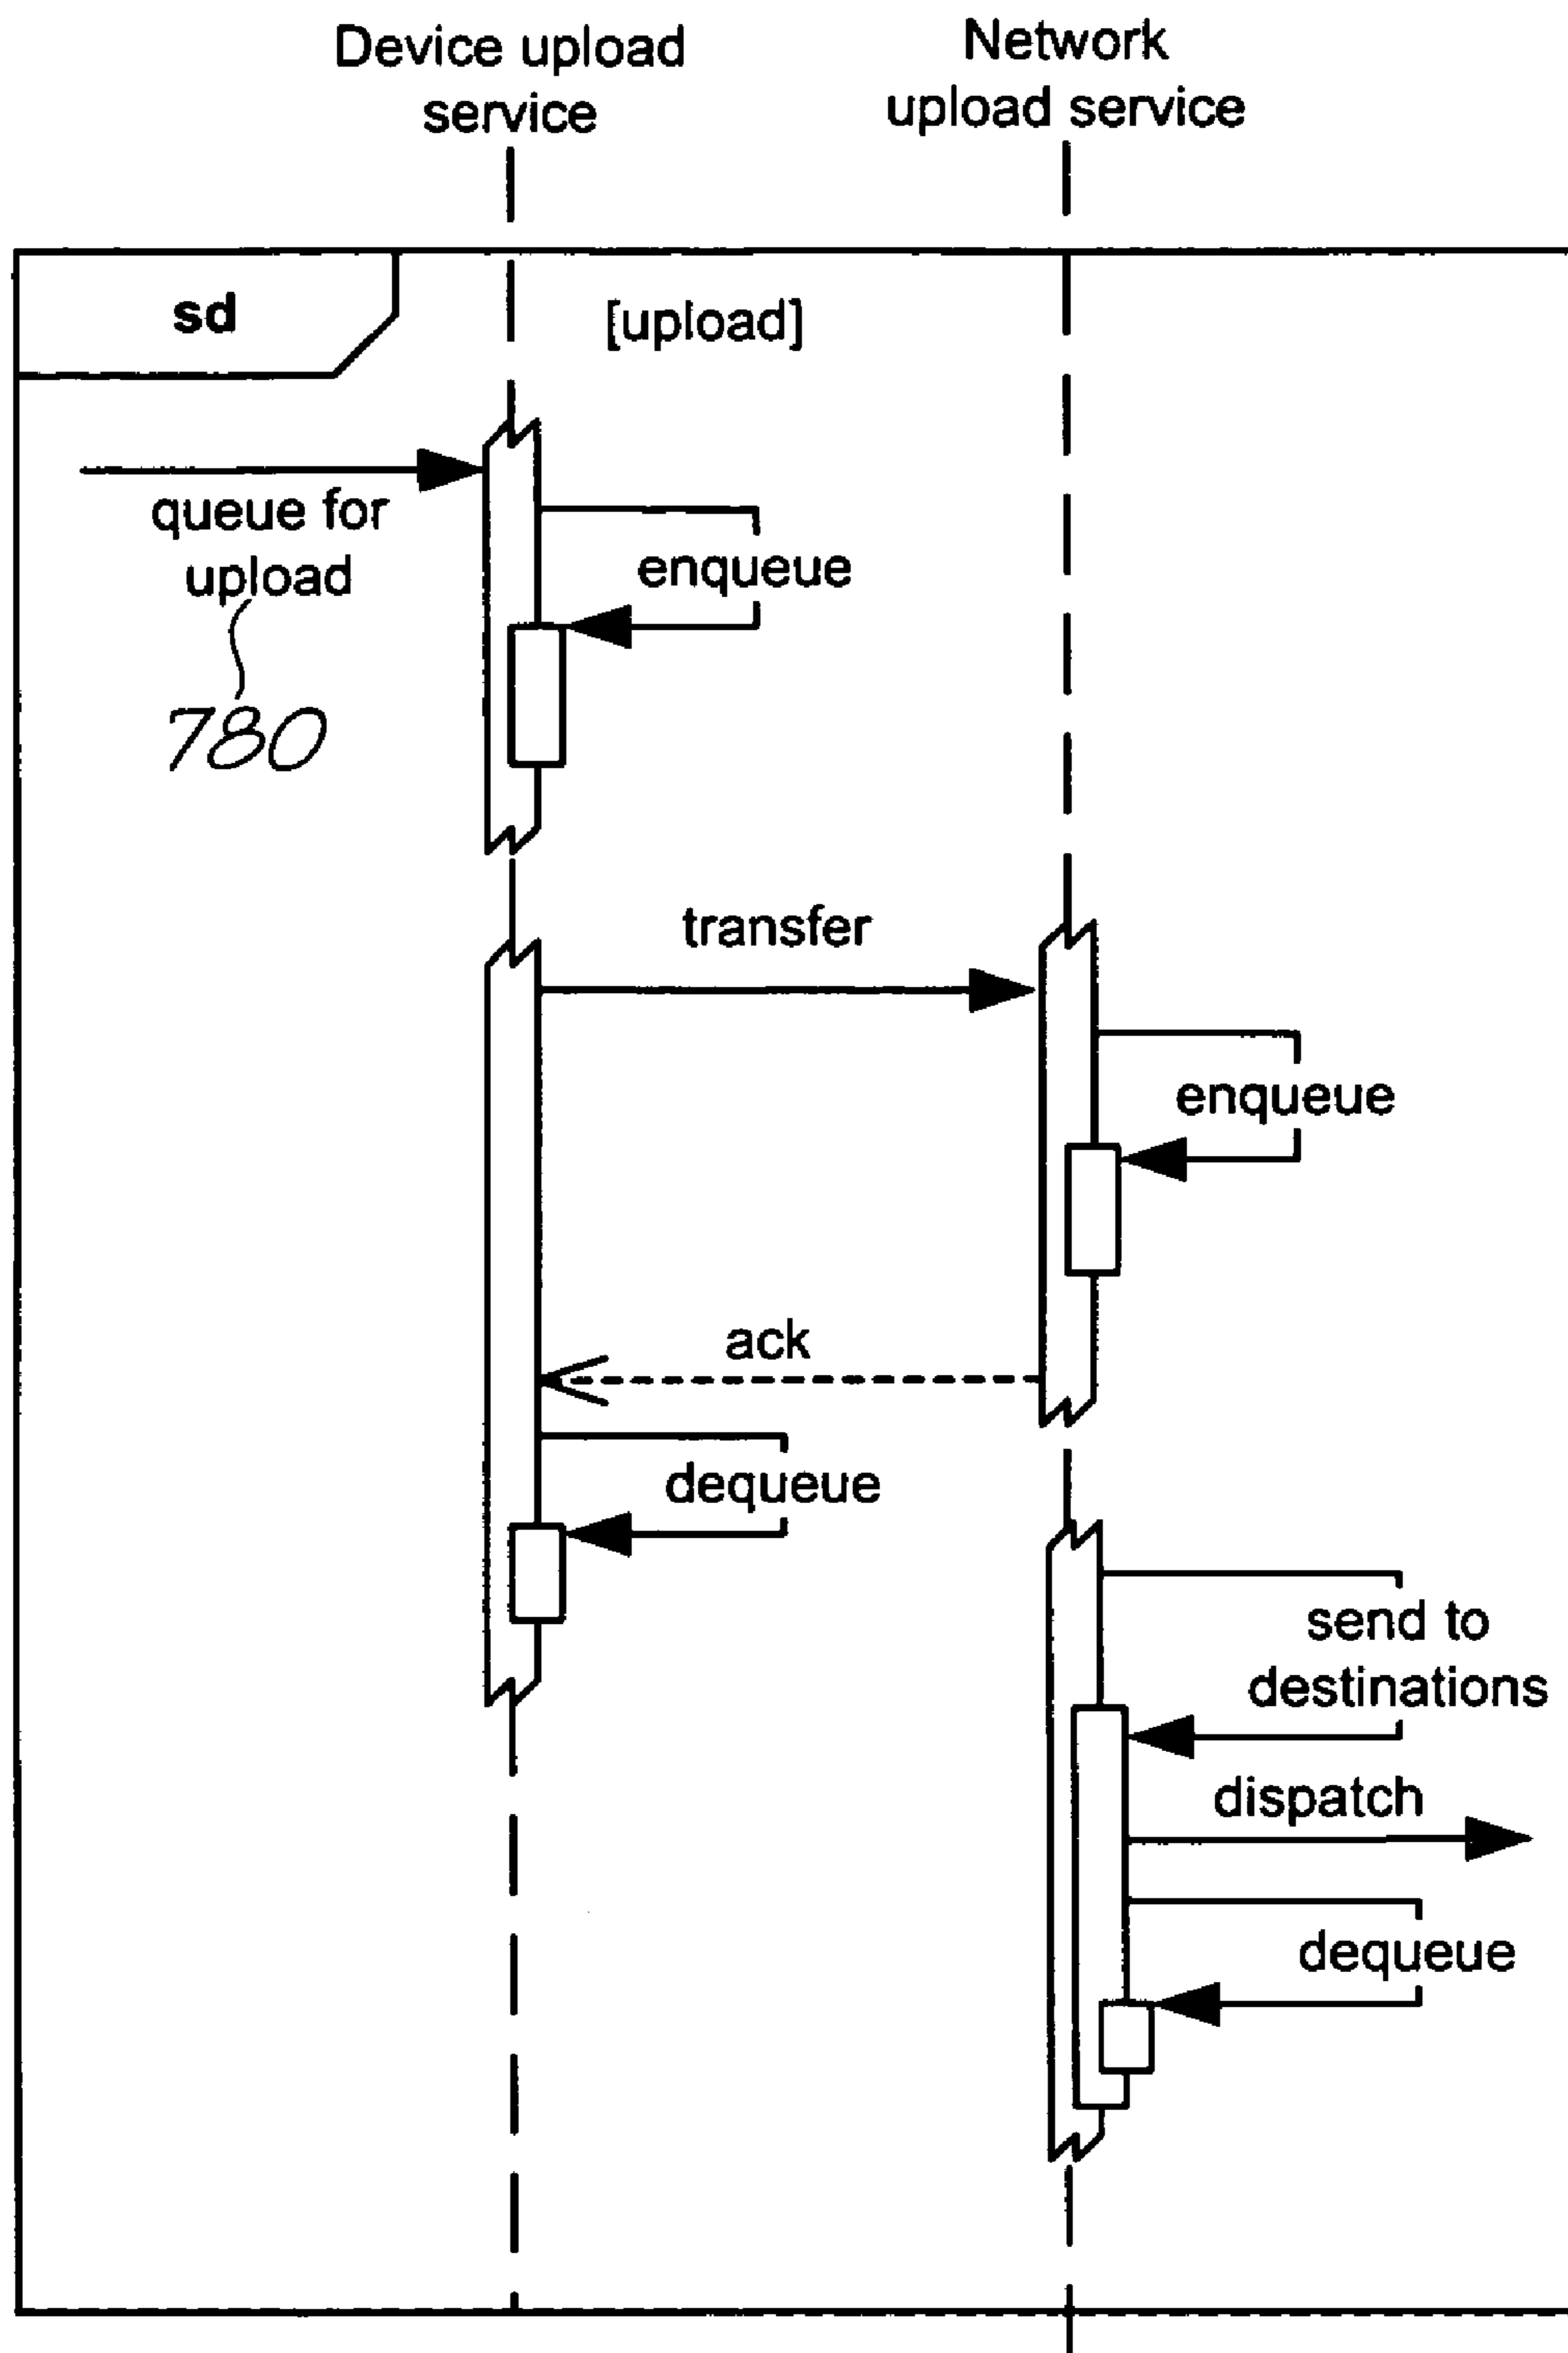 Device upload
service
Network
upload service
sd
[upload]
queue for
upload
780
enqueue
transfer
enqueue
ack
dequeue
send to
destinations
dispatch
dequeue